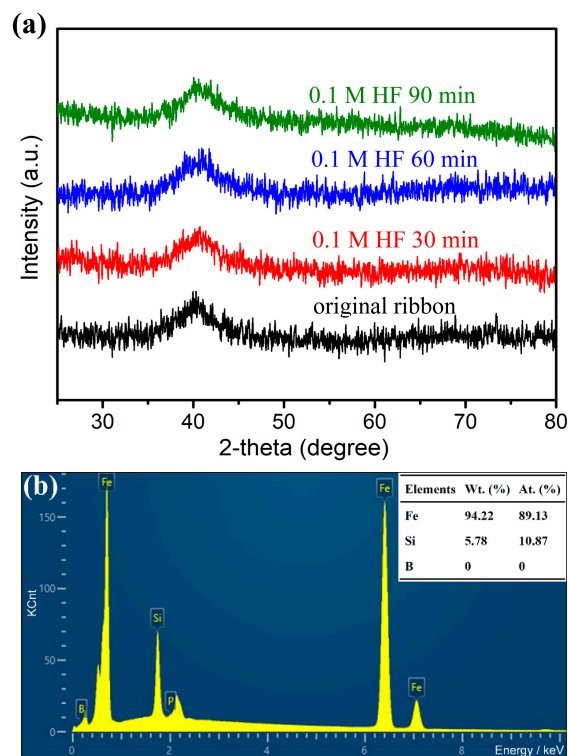 (a)
0.1 M HF 90 min
0.1 M HF 60 min
0.1 M HF 30 min
original ribbon
Intensity (a.u.)
30 40 50 60 70 80
2-theta (degree)
(b)
Fe
Fe
Si
P
B
Fe
Elements Wt. (%) At. (%)
Fe 94.22 89.13
Si 5.78 10.87
B 0 0
150
100
50
0
KCnt
0 2 4 6 8
Energy / keV